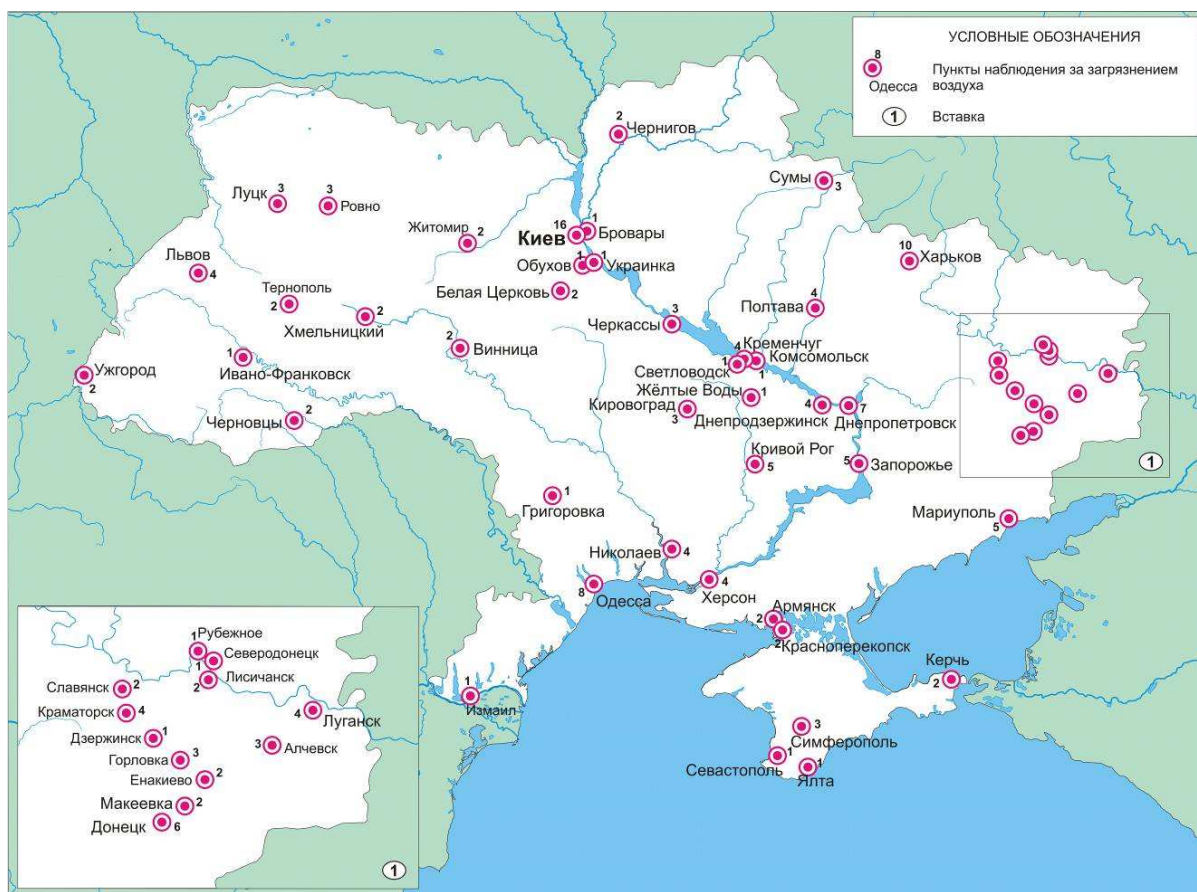 УСЛОВНЫЕ ОБОЗНАЧЕНИЯ
8
Одесса
Пункты наблюдения за загрязнением
воздуха
1
Вставка
2
Чернигов
Сумы
3
Луцк
3
3
Ровно
Житомир
2
16
Киев
1
Бровары
1
Обухов
1
Украинка
10
Харьков
Львов
4
Белая Церковь
2
Тернополь
2
2
Хмельницкий
3
Черкассы
4
Полтава
2
Винница
4
Кременчуг
Комсомольск
1
Светловодск
1
1
Ивано-Франковск
Ужгород
2
Жёлтые Воды
1
Кировоград
3
4
Днепродзержинск
7
Днепропетровск
2
Черновцы
Кривой Рог
5
5
Запорожье
1
1
Григоровка
Мариуполь
5
Николаев
4
8
Одесса
4
Херсон
Армянск
2
2
Красноперекопск
Керчь
2
1
Измаил
3
Симферополь
Севастополь
1
1
Ялта
1
Рубежное
Северодонецк
1
Лисичанск
2
Славянск
2
Краматорск
4
4
Луганск
Дзержинск
1
3
Алчевск
Горловка
3
Енакиево
2
Макеевка
2
Донецк
6
1